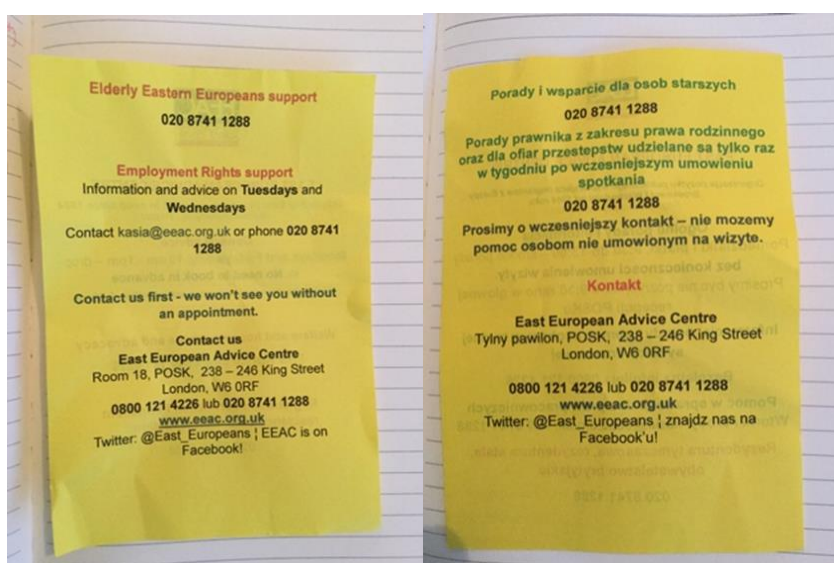 Elderly Eastern Europeans support
020 8741 1288
Employment Rights support
Information and advice on Tuesdays and
Wednesdays
Contact kasia@eeac.org.uk or phone 020 8741
1288
Contact us first - we won't see you without
an appointment.
Contact us
East European Advice Centre
Room 18, POSK, 238 – 246 King Street
London, W6 0RF
0800 121 4226 lub 020 8741 1288
www.eeac.org.uk
Twitter: @East_Europeans ¦ EEAC is on
Facebook!
Porady i wsparcie dla osob starszych
020 8741 1288
Porady prawnika z zakresu prawa rodzinnego
oraz dla ofiar przestepstw udzielane sa tylko raz
w tygodniu po wczesniejszym umowieniu
spotkania
020 8741 1288
Prosimy o wczesniejszy kontakt – nie mozemy
pomoc osobom nie umowionym na wizyte.
Kontakt
East European Advice Centre
Tylny pawilon, POSK, 238 – 246 King Street
London, W6 0RF
0800 121 4226 lub 020 8741 1288
www.eeac.org.uk
Twitter: @East_Europeans ¦ znajdz nas na
Facebook'u!